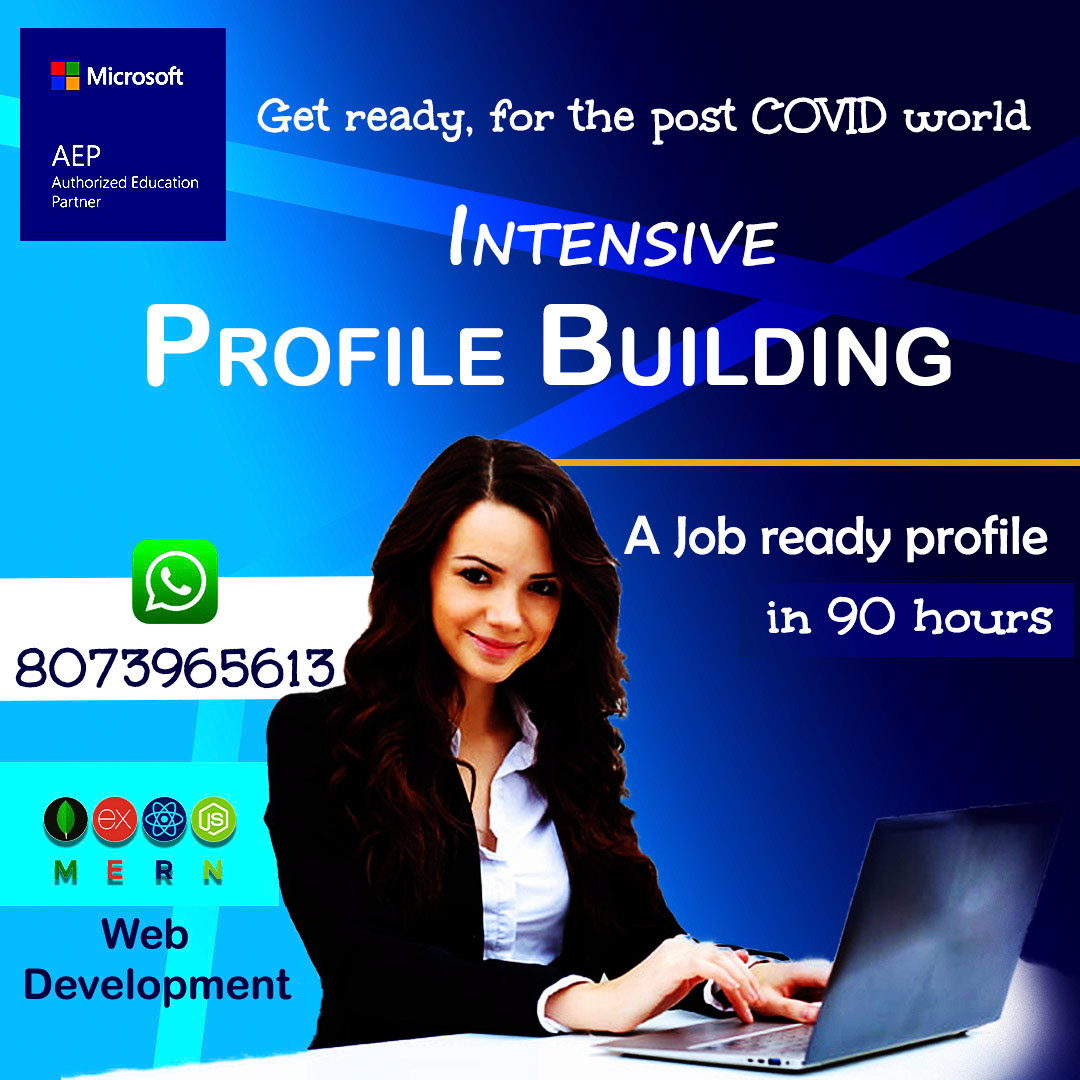 Microsoft
AEP
Authorized Education
Partner
Get ready, for the post COVID world
INTENSIVE
PROFILE BUILDING
A Job ready profile
in 90 hours
8073965613
ex
JS
M E R N
Web
Development